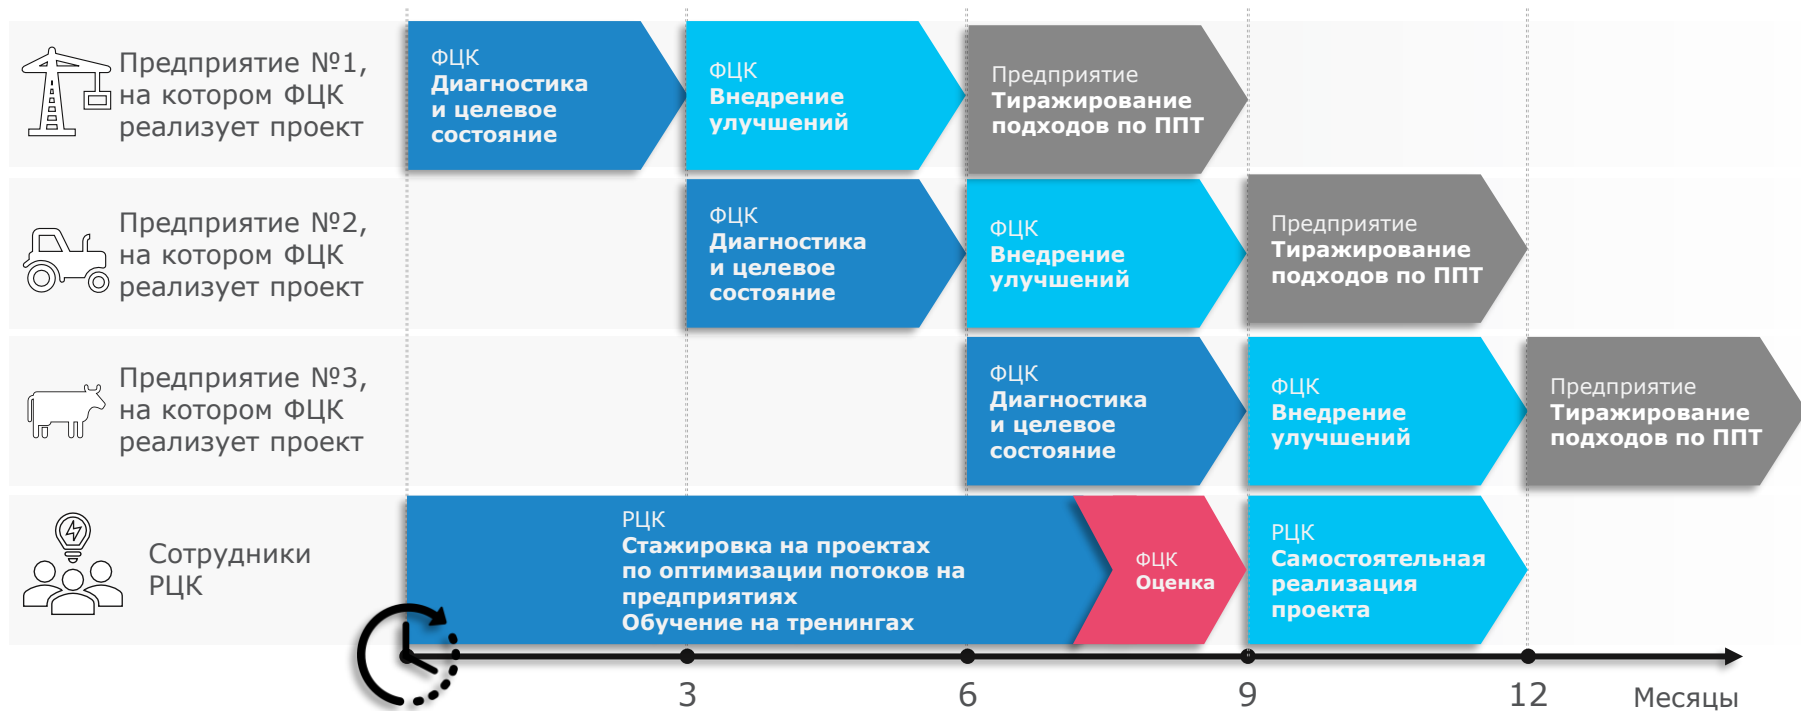 Предприятие №1,
на котором ФЦК
реализует проект
ФЦК
Диагностика
и целевое
состояние
ФЦК
Внедрение
улучшений
Предприятие
Тиражирование
подходов по ППТ
Предприятие №2,
на котором ФЦК
реализует проект
ФЦК
Диагностика
и целевое
состояние
ФЦК
Внедрение
улучшений
Предприятие
Тиражирование
подходов по ППТ
Предприятие №3,
на котором ФЦК
реализует проект
ФЦК
Диагностика
и целевое
состояние
ФЦК
Внедрение
улучшений
Предприятие
Тиражирование
подходов по ППТ
Сотрудники
РЦК
РЦК
Стажировка на проектах
по оптимизации потоков на
предприятиях
Обучение на тренингах
ФЦК
Оценка
РЦК
Самостоятельная
реализация
проекта
3
6
9
12
Месяцы